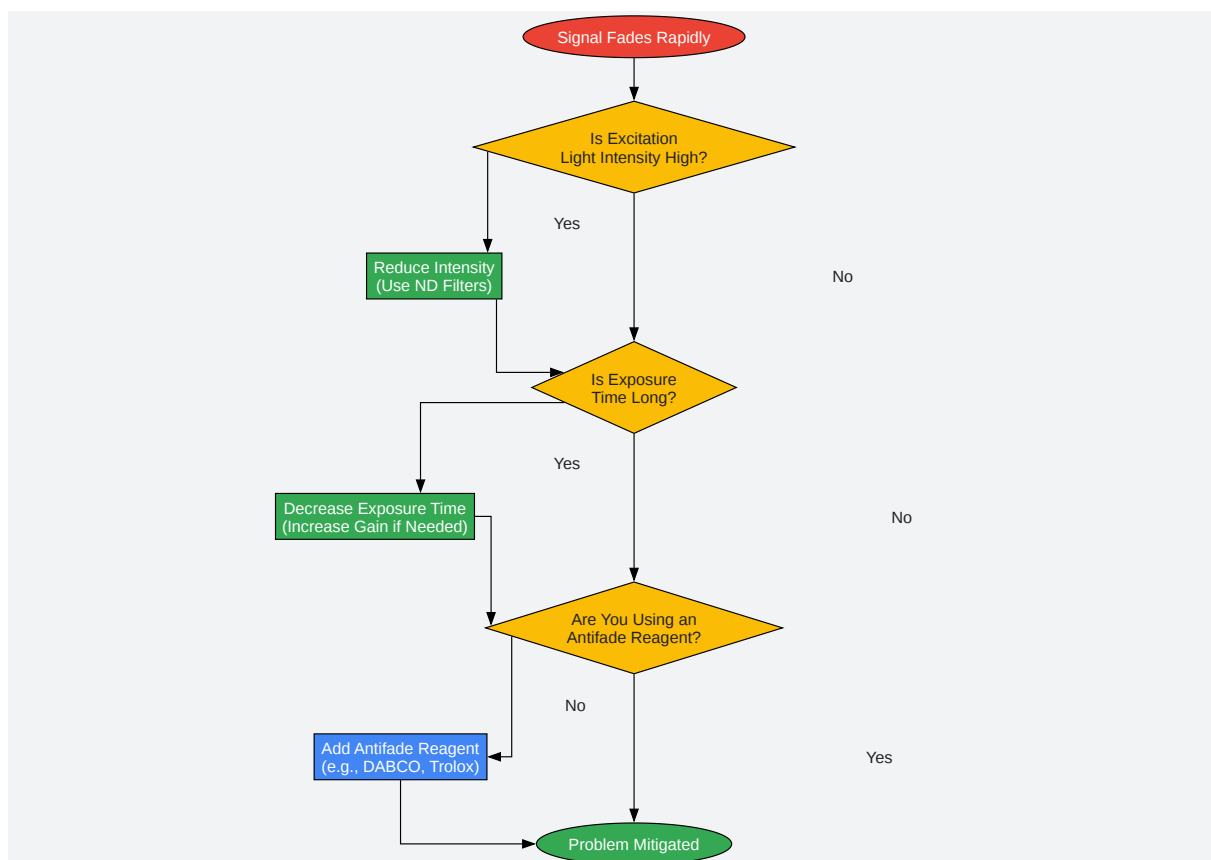 Signal Fades Rapidly
Is Excitation
Light Intensity High?
Yes
Reduce Intensity
(Use ND Filters)
No
Is Exposure
Time Long?
Yes
Decrease Exposure Time
(Increase Gain if Needed)
No
Are You Using an
Antifade Reagent?
No
Add Antifade Reagent
(e.g., DABCO, Trolox)
Yes
Problem Mitigated